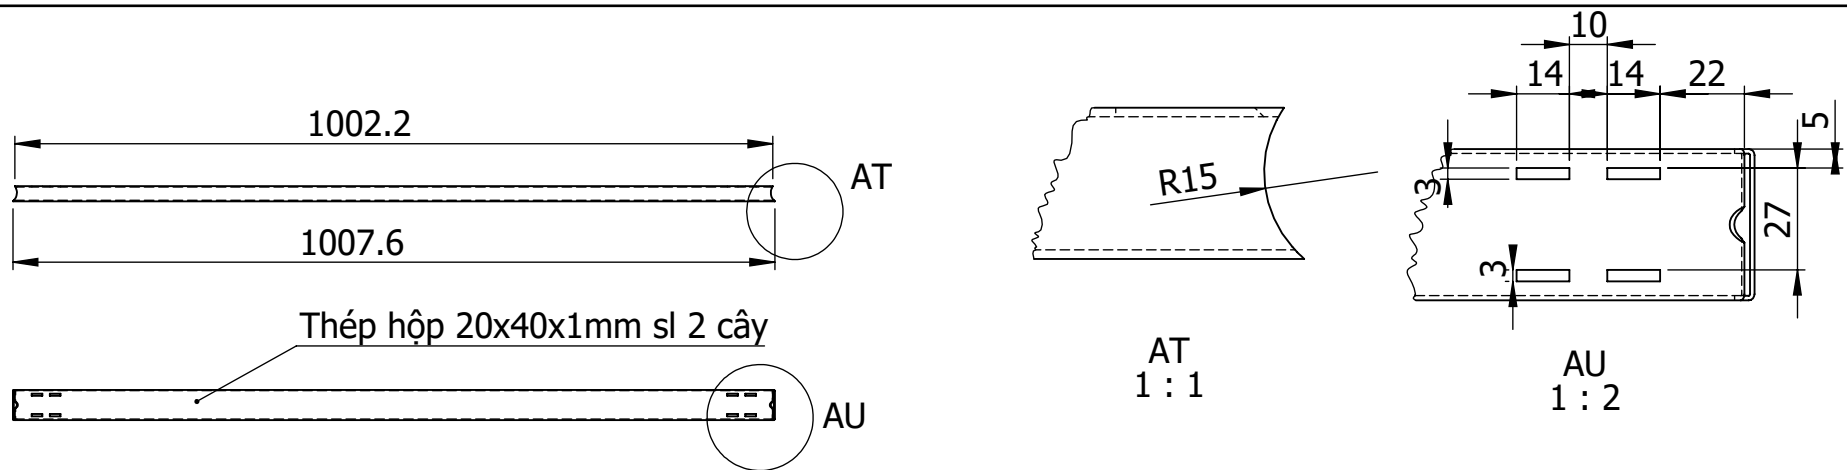 1002.2
AT
1007.6
Thép hộp 20x40x1mm sl 2 cây
AU
R15
AT
1 : 1
10
14
14
22
5
3
27
3
AU
1 : 2